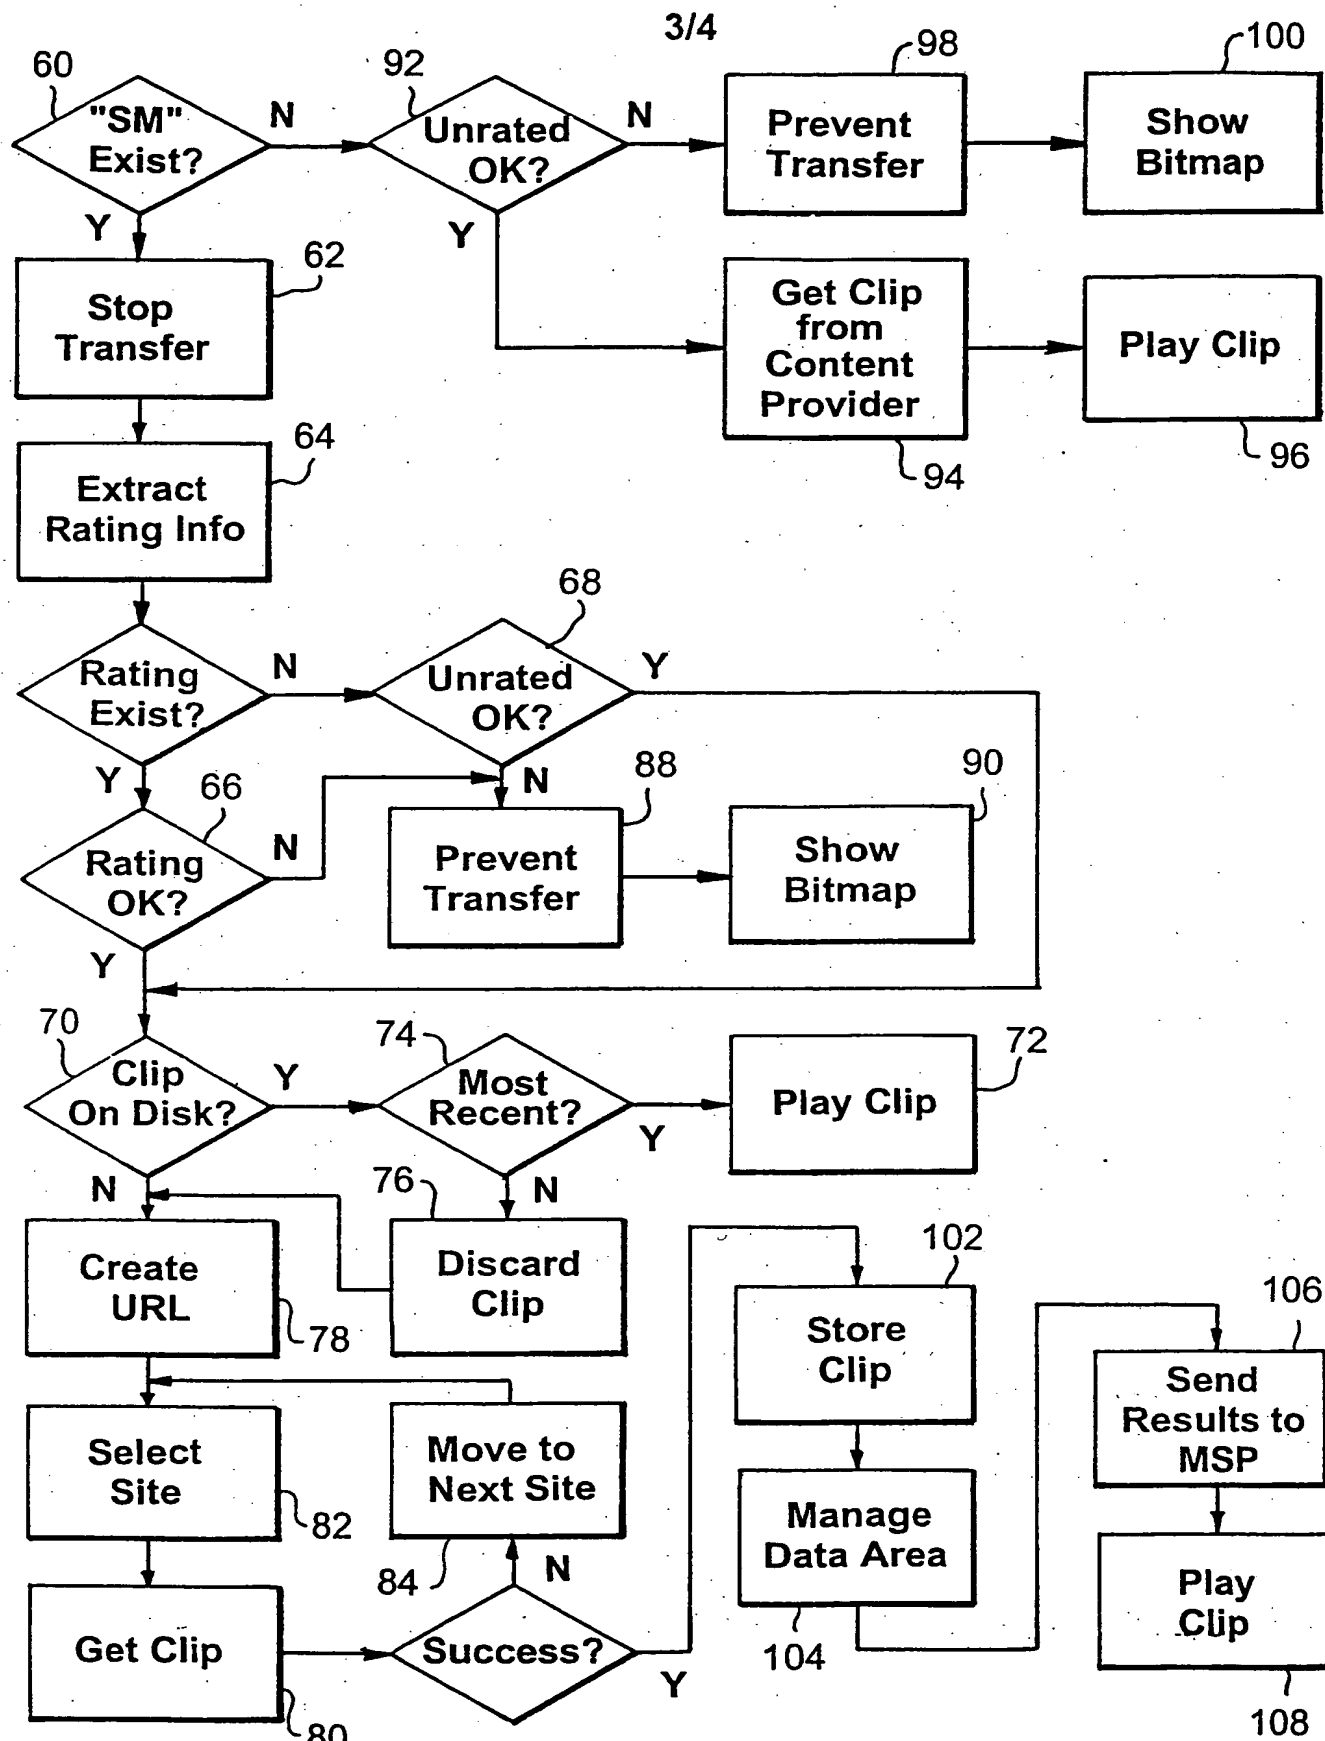 3/4
60
"SM"
Exist?
N
92
Unrated
OK?
N
98
Prevent
Transfer
100
Show
Bitmap
Y
Y
62
Stop
Transfer
Get Clip
from
Content
Provider
94
Play Clip
96
64
Extract
Rating Info
Rating
Exist?
N
68
Unrated
OK?
Y
Y
N
66
Rating
OK?
N
88
Prevent
Transfer
90
Show
Bitmap
Y
70
Clip
On Disk?
Y
74
Most
Recent?
Y
72
Play Clip
N
N
76
Discard
Clip
Create
URL
78
102
Store
Clip
106
Send
Results to
MSP
Select
Site
82
Move to
Next Site
84
N
Manage
Data Area
104
Play
Clip
108
Get Clip
80
Success?
Y